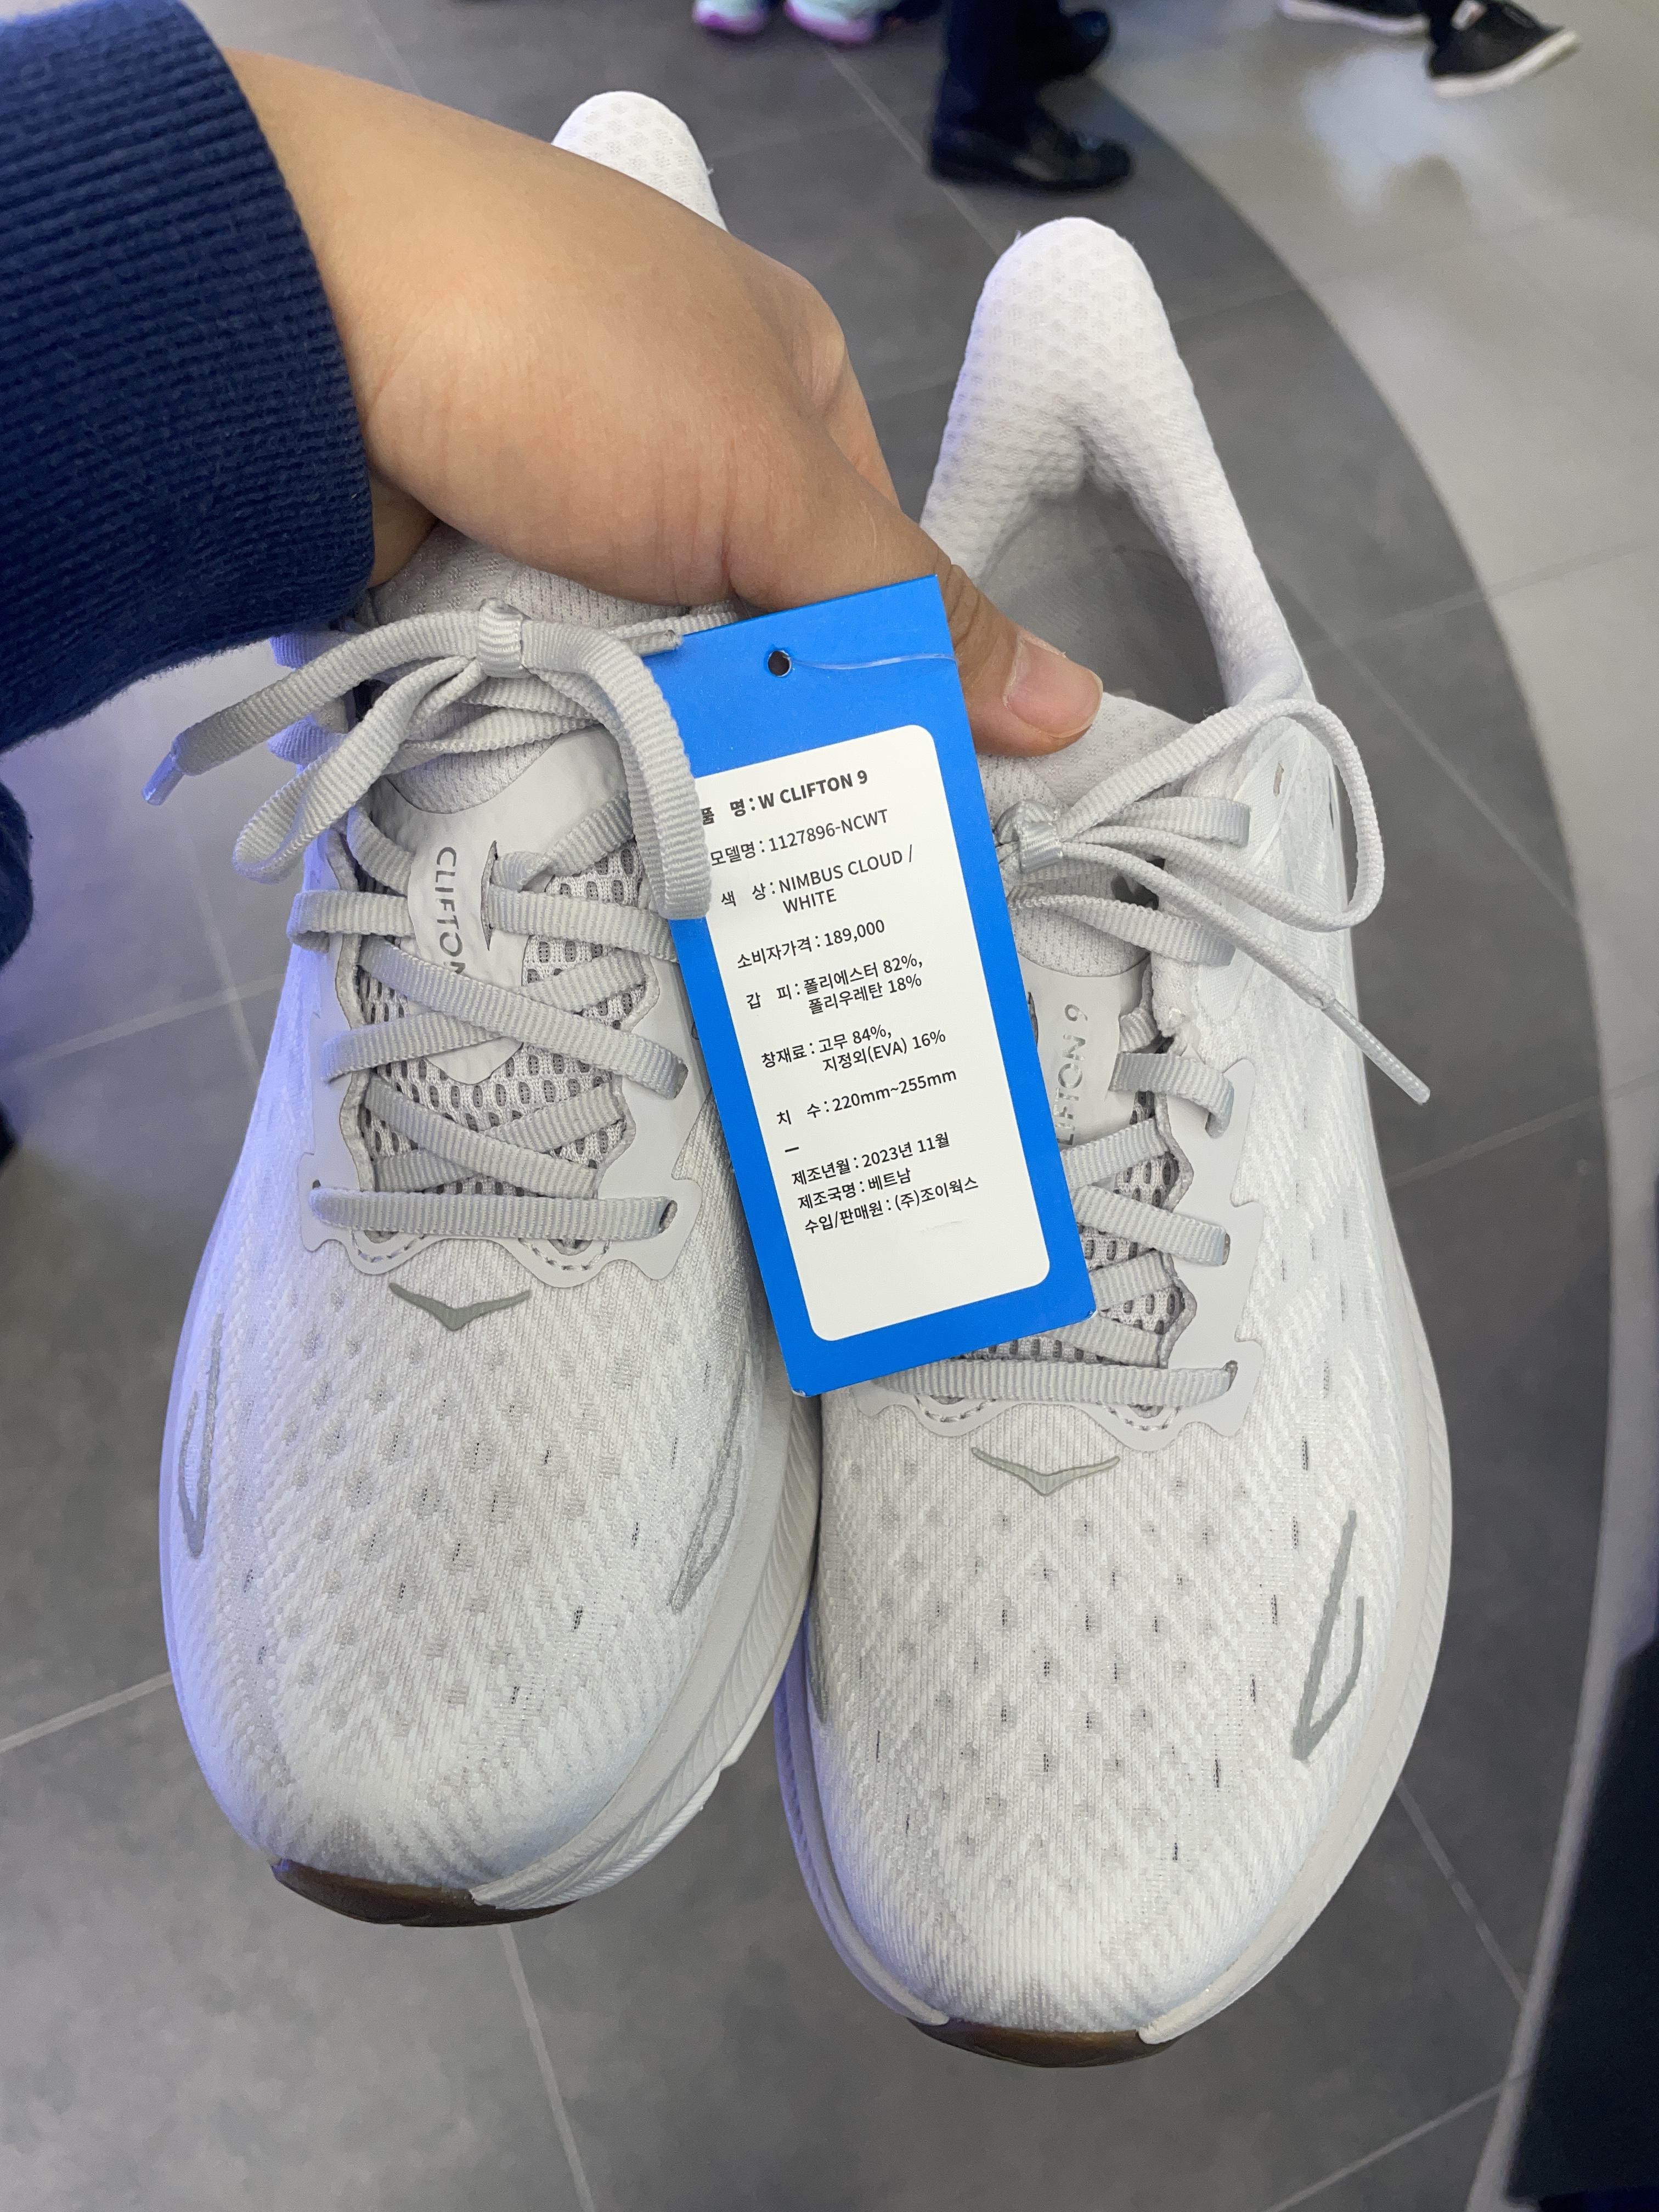 품 명 : W CLIFTON 9
모델명 : 1127896-NCWT
색 상 : NIMBUS CLOUD /
WHITE
소비자가격 : 189,000
갑 피 : 폴리에스터 82%,
폴리우레탄 18%
창재료 : 고무 84%,
지정외(EVA) 16%
치 수 : 220mm~255mm
제조년월 : 2023년 11월
제조국명 : 베트남
수입/판매원 : (주)조이웍스
CLIFTON
CLIFTON 9